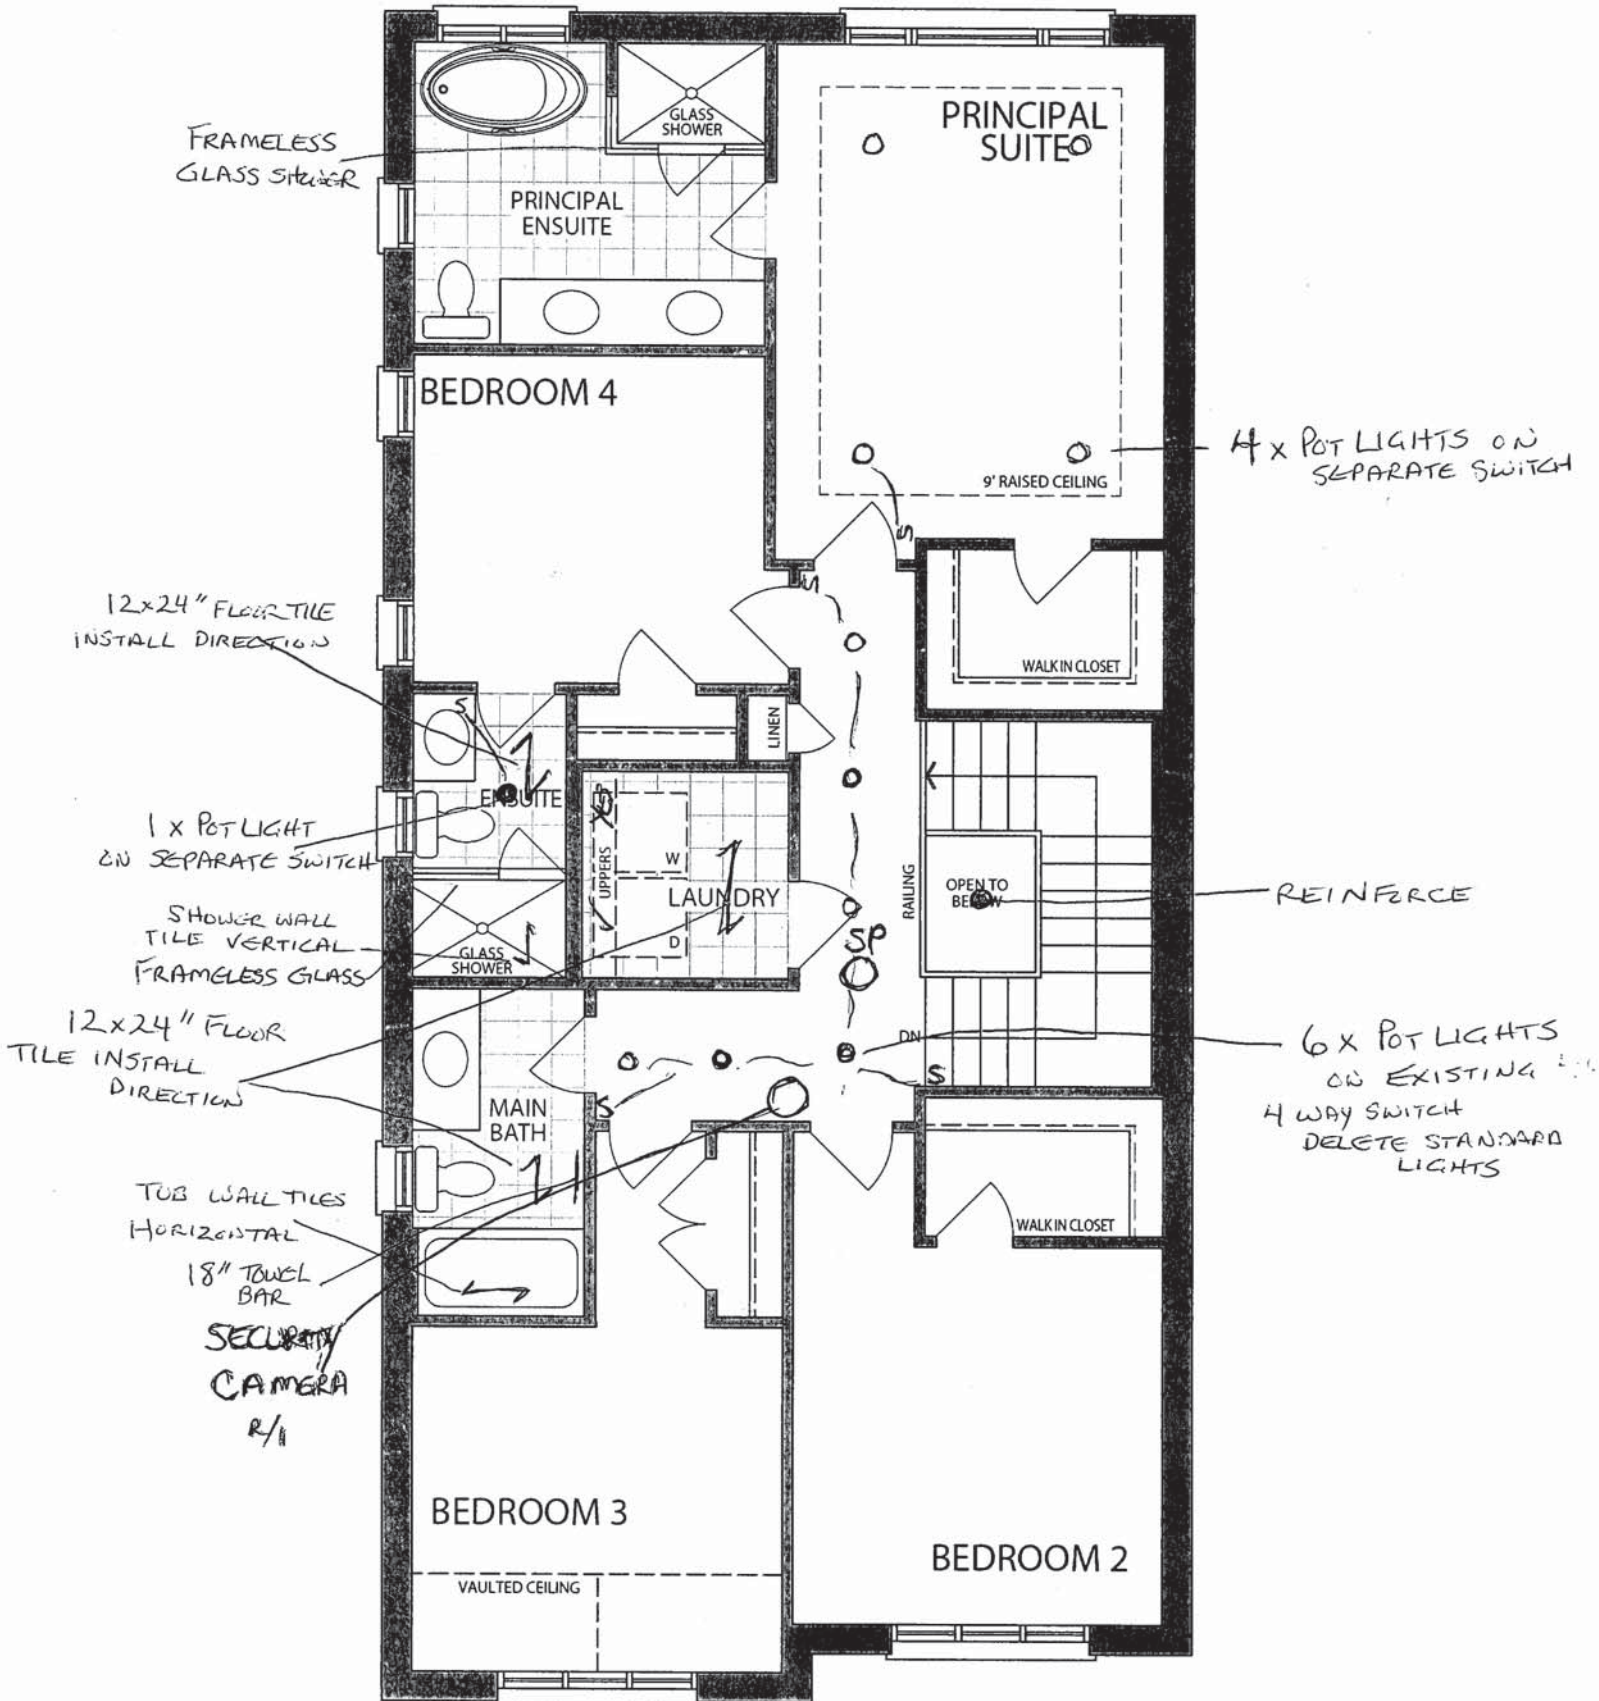 GLASS
SHOWER
PRINCIPAL
SUITE
FRAMELESS
GLASS SHOWER
PRINCIPAL
ENSUITE
BEDROOM 4
4 x POT LIGHTS ON
SEPARATE SWITCH
9' RAISED CEILING
S
S
12x24" FLOOR TILE
INSTALL DIRECTION
WALK IN CLOSET
S
LINEN
ENSUITE
1 x POT LIGHT
ON SEPARATE SWITCH
UPPERS
W
LAUNDRY
D
RAILING
OPEN TO
BELOW
REINFORCE
SHOWER WALL
TILE VERTICAL
FRAMELESS GLASS
GLASS
SHOWER
SP
12x24" FLOOR
TILE INSTALL
DIRECTION
DN
6 x POT LIGHTS
ON EXISTING
4 WAY SWITCH
DELETE STANDARD
LIGHTS
S
S
MAIN
BATH
TUB WALL TILES
HORIZONTAL
18" TOWEL
BAR
WALK IN CLOSET
SECURITY
CAMERA
R/I
BEDROOM 3
BEDROOM 2
VAULTED CEILING